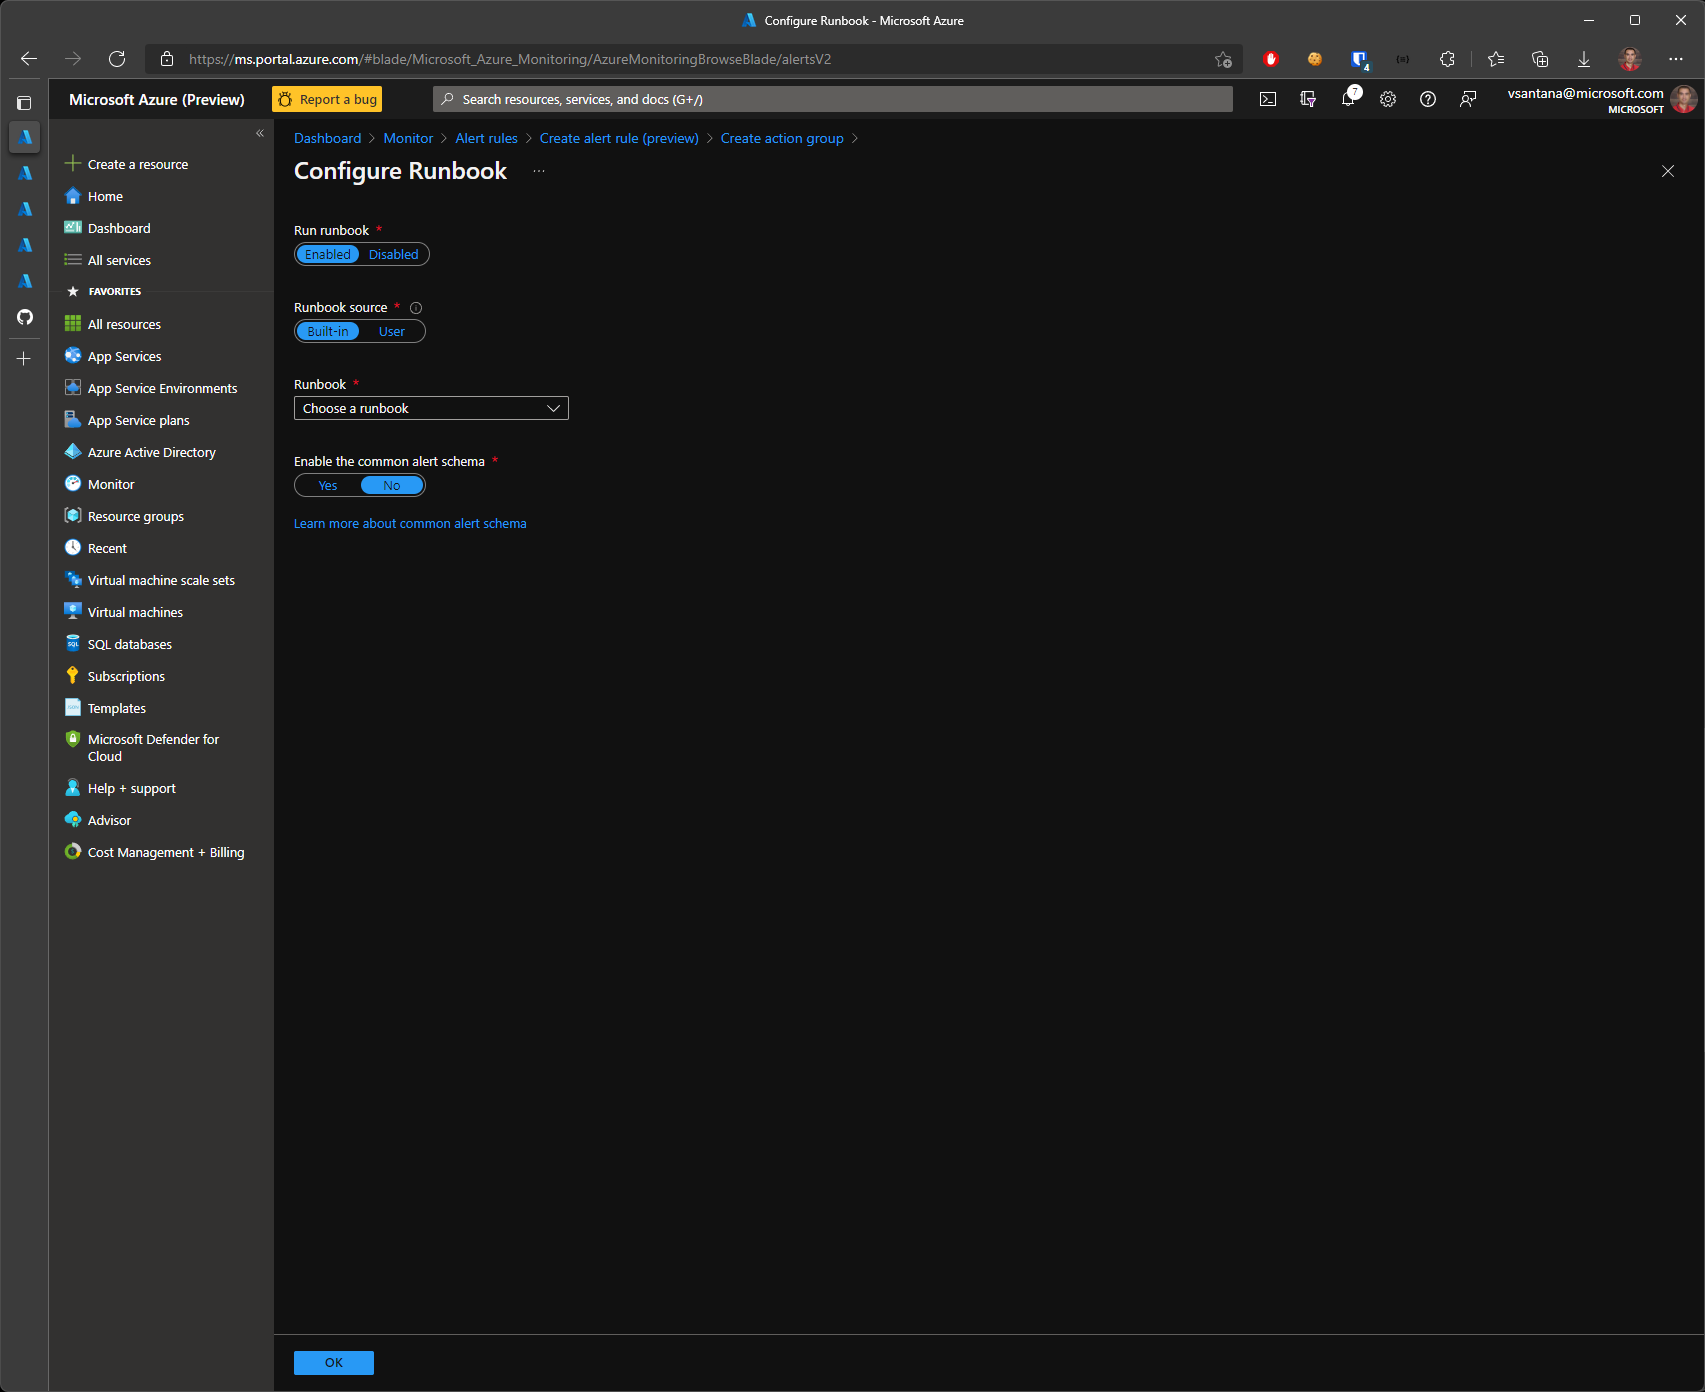 Configure Runbook - Microsoft Azure
https://ms.portal.azure.com/#blade/Microsoft_Azure_Monitoring/AzureMonitoringBrowseBlade/alertsV2
4
Microsoft Azure (Preview)
Report a bug
Search resources, services, and docs (G+/)
7
vsantana@microsoft.com
MICROSOFT
Create a resource
Home
Dashboard
All services
FAVORITES
All resources
App Services
App Service Environments
App Service plans
Azure Active Directory
Monitor
Resource groups
Recent
Virtual machine scale sets
Virtual machines
SQL databases
Subscriptions
Templates
Microsoft Defender for
Cloud
Help + support
Advisor
Cost Management + Billing
Dashboard > Monitor > Alert rules > Create alert rule (preview) > Create action group >
Configure Runbook ...
Run runbook *
Enabled Disabled
Runbook source *
Built-in User
Runbook *
Choose a runbook
Enable the common alert schema *
Yes No
Learn more about common alert schema
OK